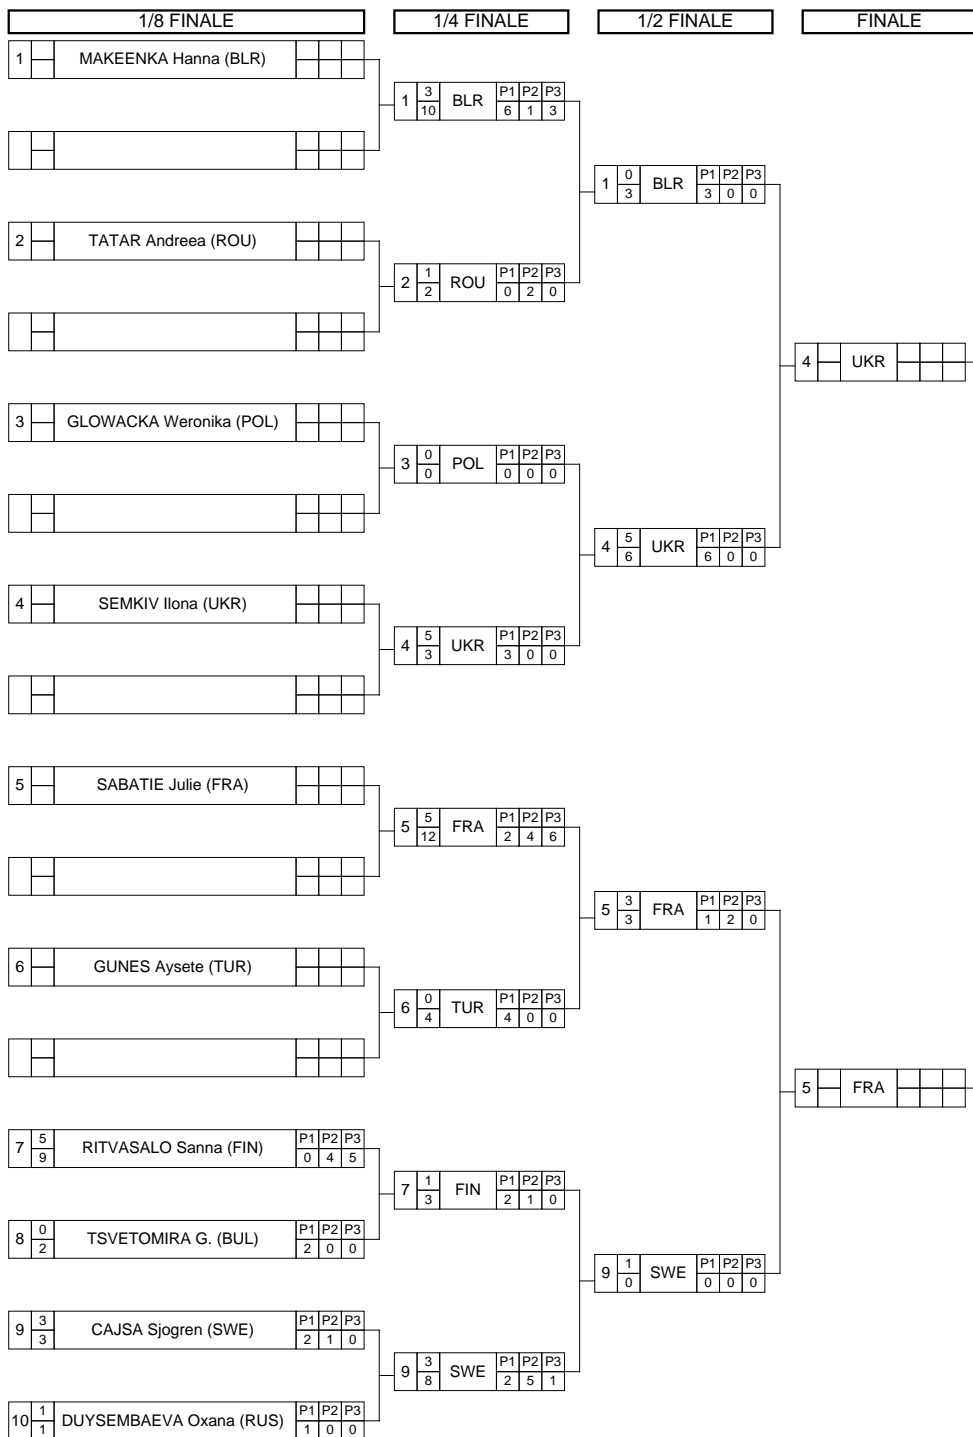 1/8 FINALE 1/4 FINALE 1/2 FINALE FINALE
1 MAKEENKA Hanna (BLR)
1 3 10 BLR P1 P2 P3 6 1 3
1 0 3 BLR P1 P2 P3 3 0 0
2 TATAR Andreea (ROU)
2 1 2 ROU P1 P2 P3 0 2 0
4 UKR
3 GLOWACKA Weronika (POL)
3 0 0 POL P1 P2 P3 0 0 0
4 5 6 UKR P1 P2 P3 6 0 0
4 SEMKIV Ilona (UKR)
4 5 3 UKR P1 P2 P3 3 0 0
5 SABATIE Julie (FRA)
5 5 12 FRA P1 P2 P3 2 4 6
5 3 3 FRA P1 P2 P3 1 2 0
6 GUNES Aysete (TUR)
6 0 4 TUR P1 P2 P3 4 0 0
5 FRA
7 5 9 RITVASALO Sanna (FIN) P1 P2 P3 0 4 5
7 1 3 FIN P1 P2 P3 2 1 0
8 0 2 TSVETOMIRA G. (BUL) P1 P2 P3 2 0 0
9 1 0 SWE P1 P2 P3 0 0 0
9 3 3 CAJSA Sjogren (SWE) P1 P2 P3 2 1 0
9 3 8 SWE P1 P2 P3 2 5 1
10 1 1 DUYSEMBAEVA Oxana (RUS) P1 P2 P3 1 0 0